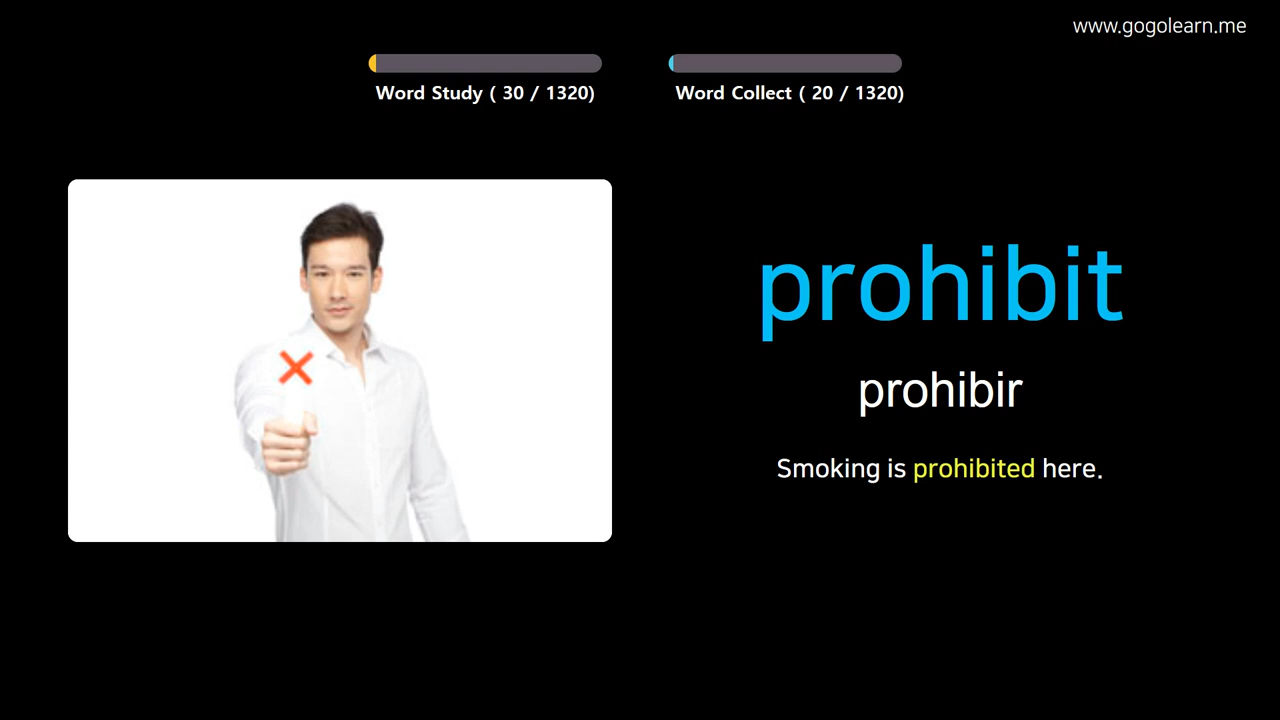 www.gogolearn.me
Word Study ( 30 / 1320)
Word Collect ( 20 / 1320)
prohibit
prohibir
Smoking is prohibited here.